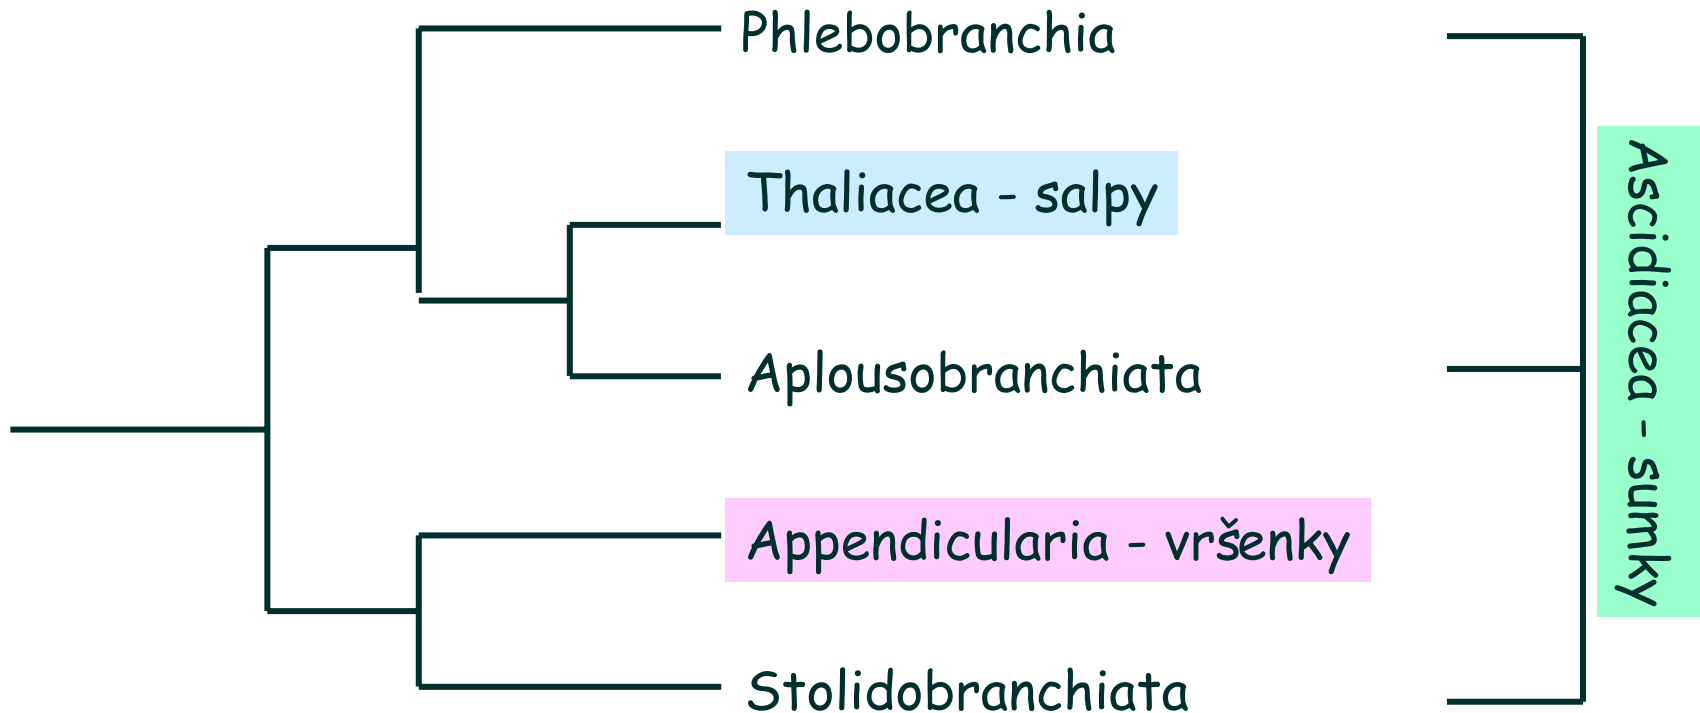 Phlebobranchia
Thaliacea - salpy
Aplousobranchiata
Appendicularia - vršenky
Stolidobranchiata
Ascidiacea - sumky